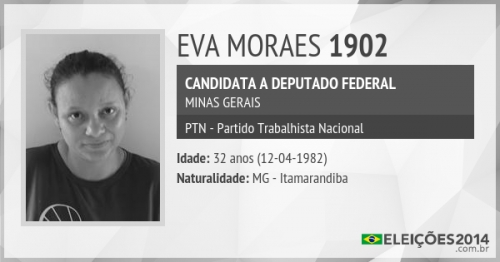 EVA MORAES 1902
CANDIDATA A DEPUTADO FEDERAL
MINAS GERAIS
PTN - Partido Trabalhista Nacional
Idade: 32 anos (12-04-1982)
Naturalidade: MG - Itamarandiba
ELEIÇÕES2014
.com.br